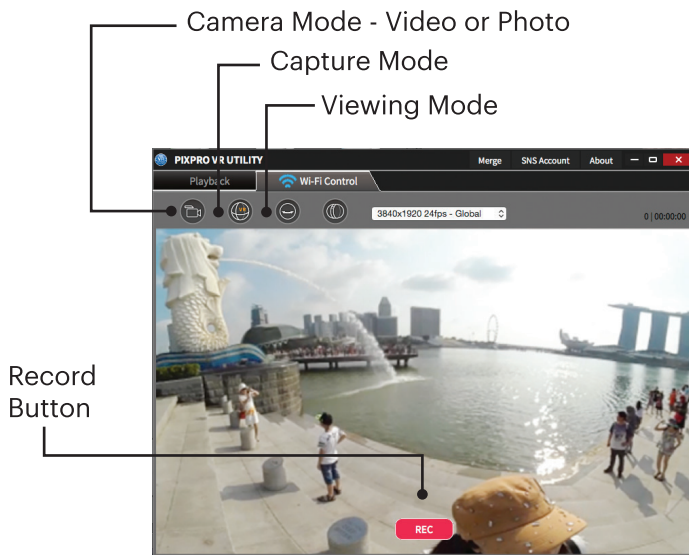 Camera Mode - Video or Photo
Capture Mode
Viewing Mode
PIXPRO VR UTILITY
Merge
SNS Account
About
Playback
Wi-Fi Control
VR
3840x1920 24fps - Global
0 | 00:00:00
Record
Button
REC